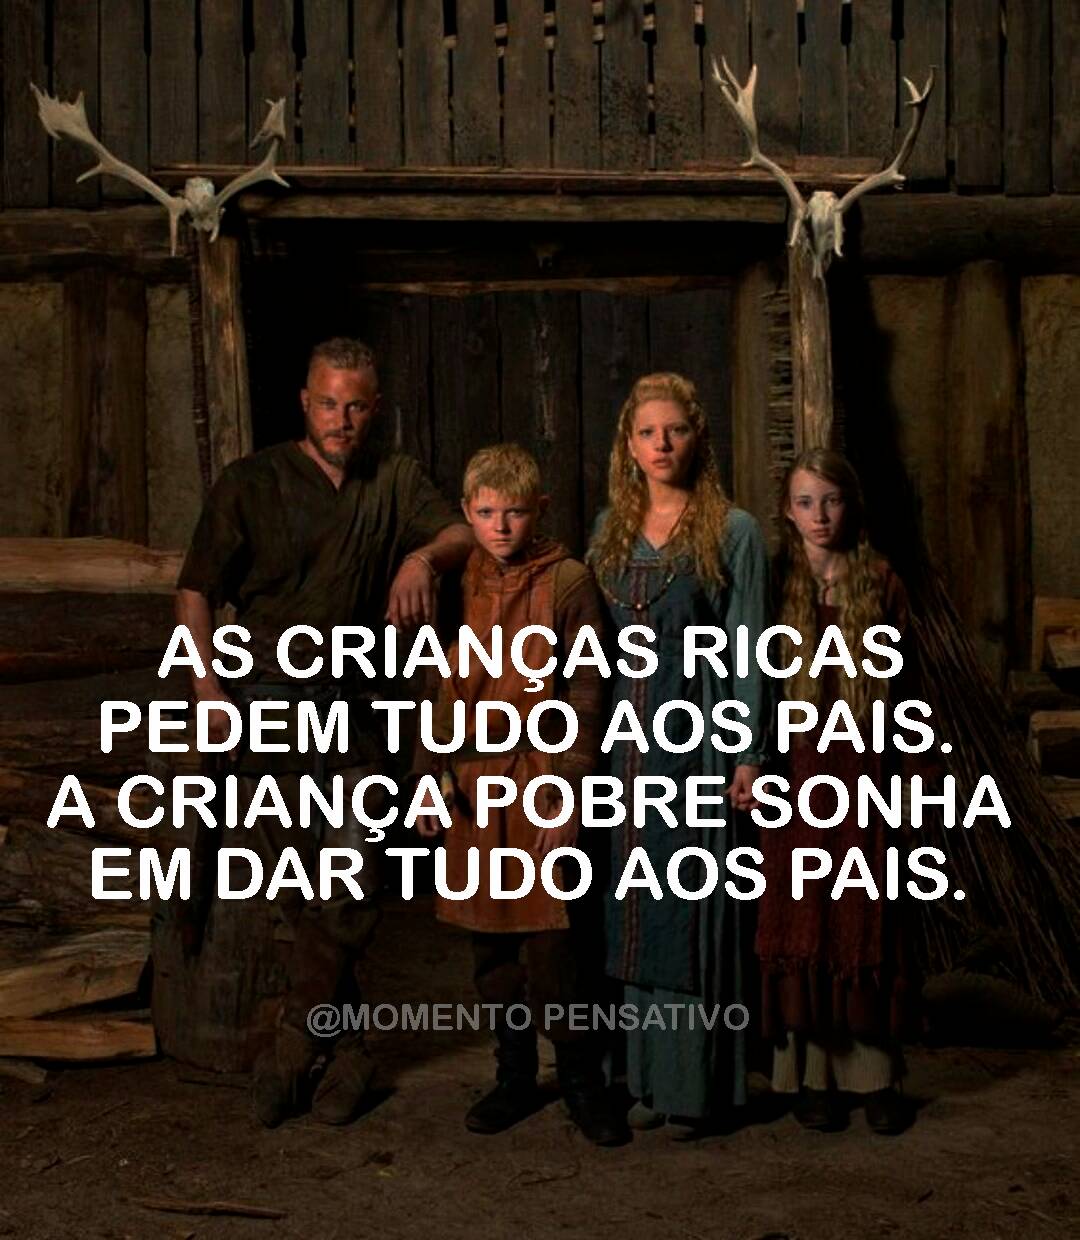 AS CRIANÇAS RICAS
PEDEM TUDO AOS PAIS.
A CRIANÇA POBRE SONHA
EM DAR TUDO AOS PAIS.
@MOMENTO PENSATIVO